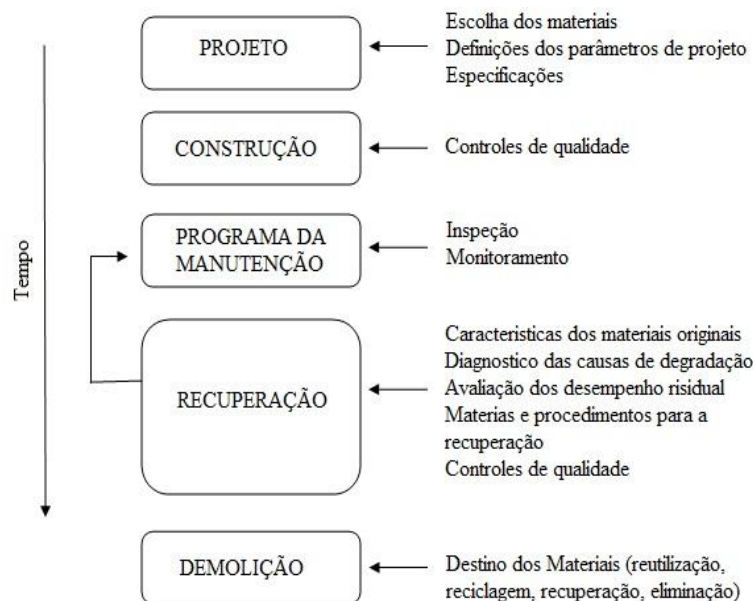 Tempo
PROJETO
Escolha dos materiais
Definições dos parâmetros de projeto
Especificações
CONSTRUÇÃO
Controles de qualidade
PROGRAMA DA
MANUTENÇÃO
Inspeção
Monitoramento
RECUPERAÇÃO
Caracteristicas dos materiais originais
Diagnostico das causas de degradação
Avaliação dos desempenho risidual
Materias e procedimentos para a
recuperação
Controles de qualidade
DEMOLIÇÃO
Destino dos Materiais (reutilização,
reciclagem, recuperação, eliminação)